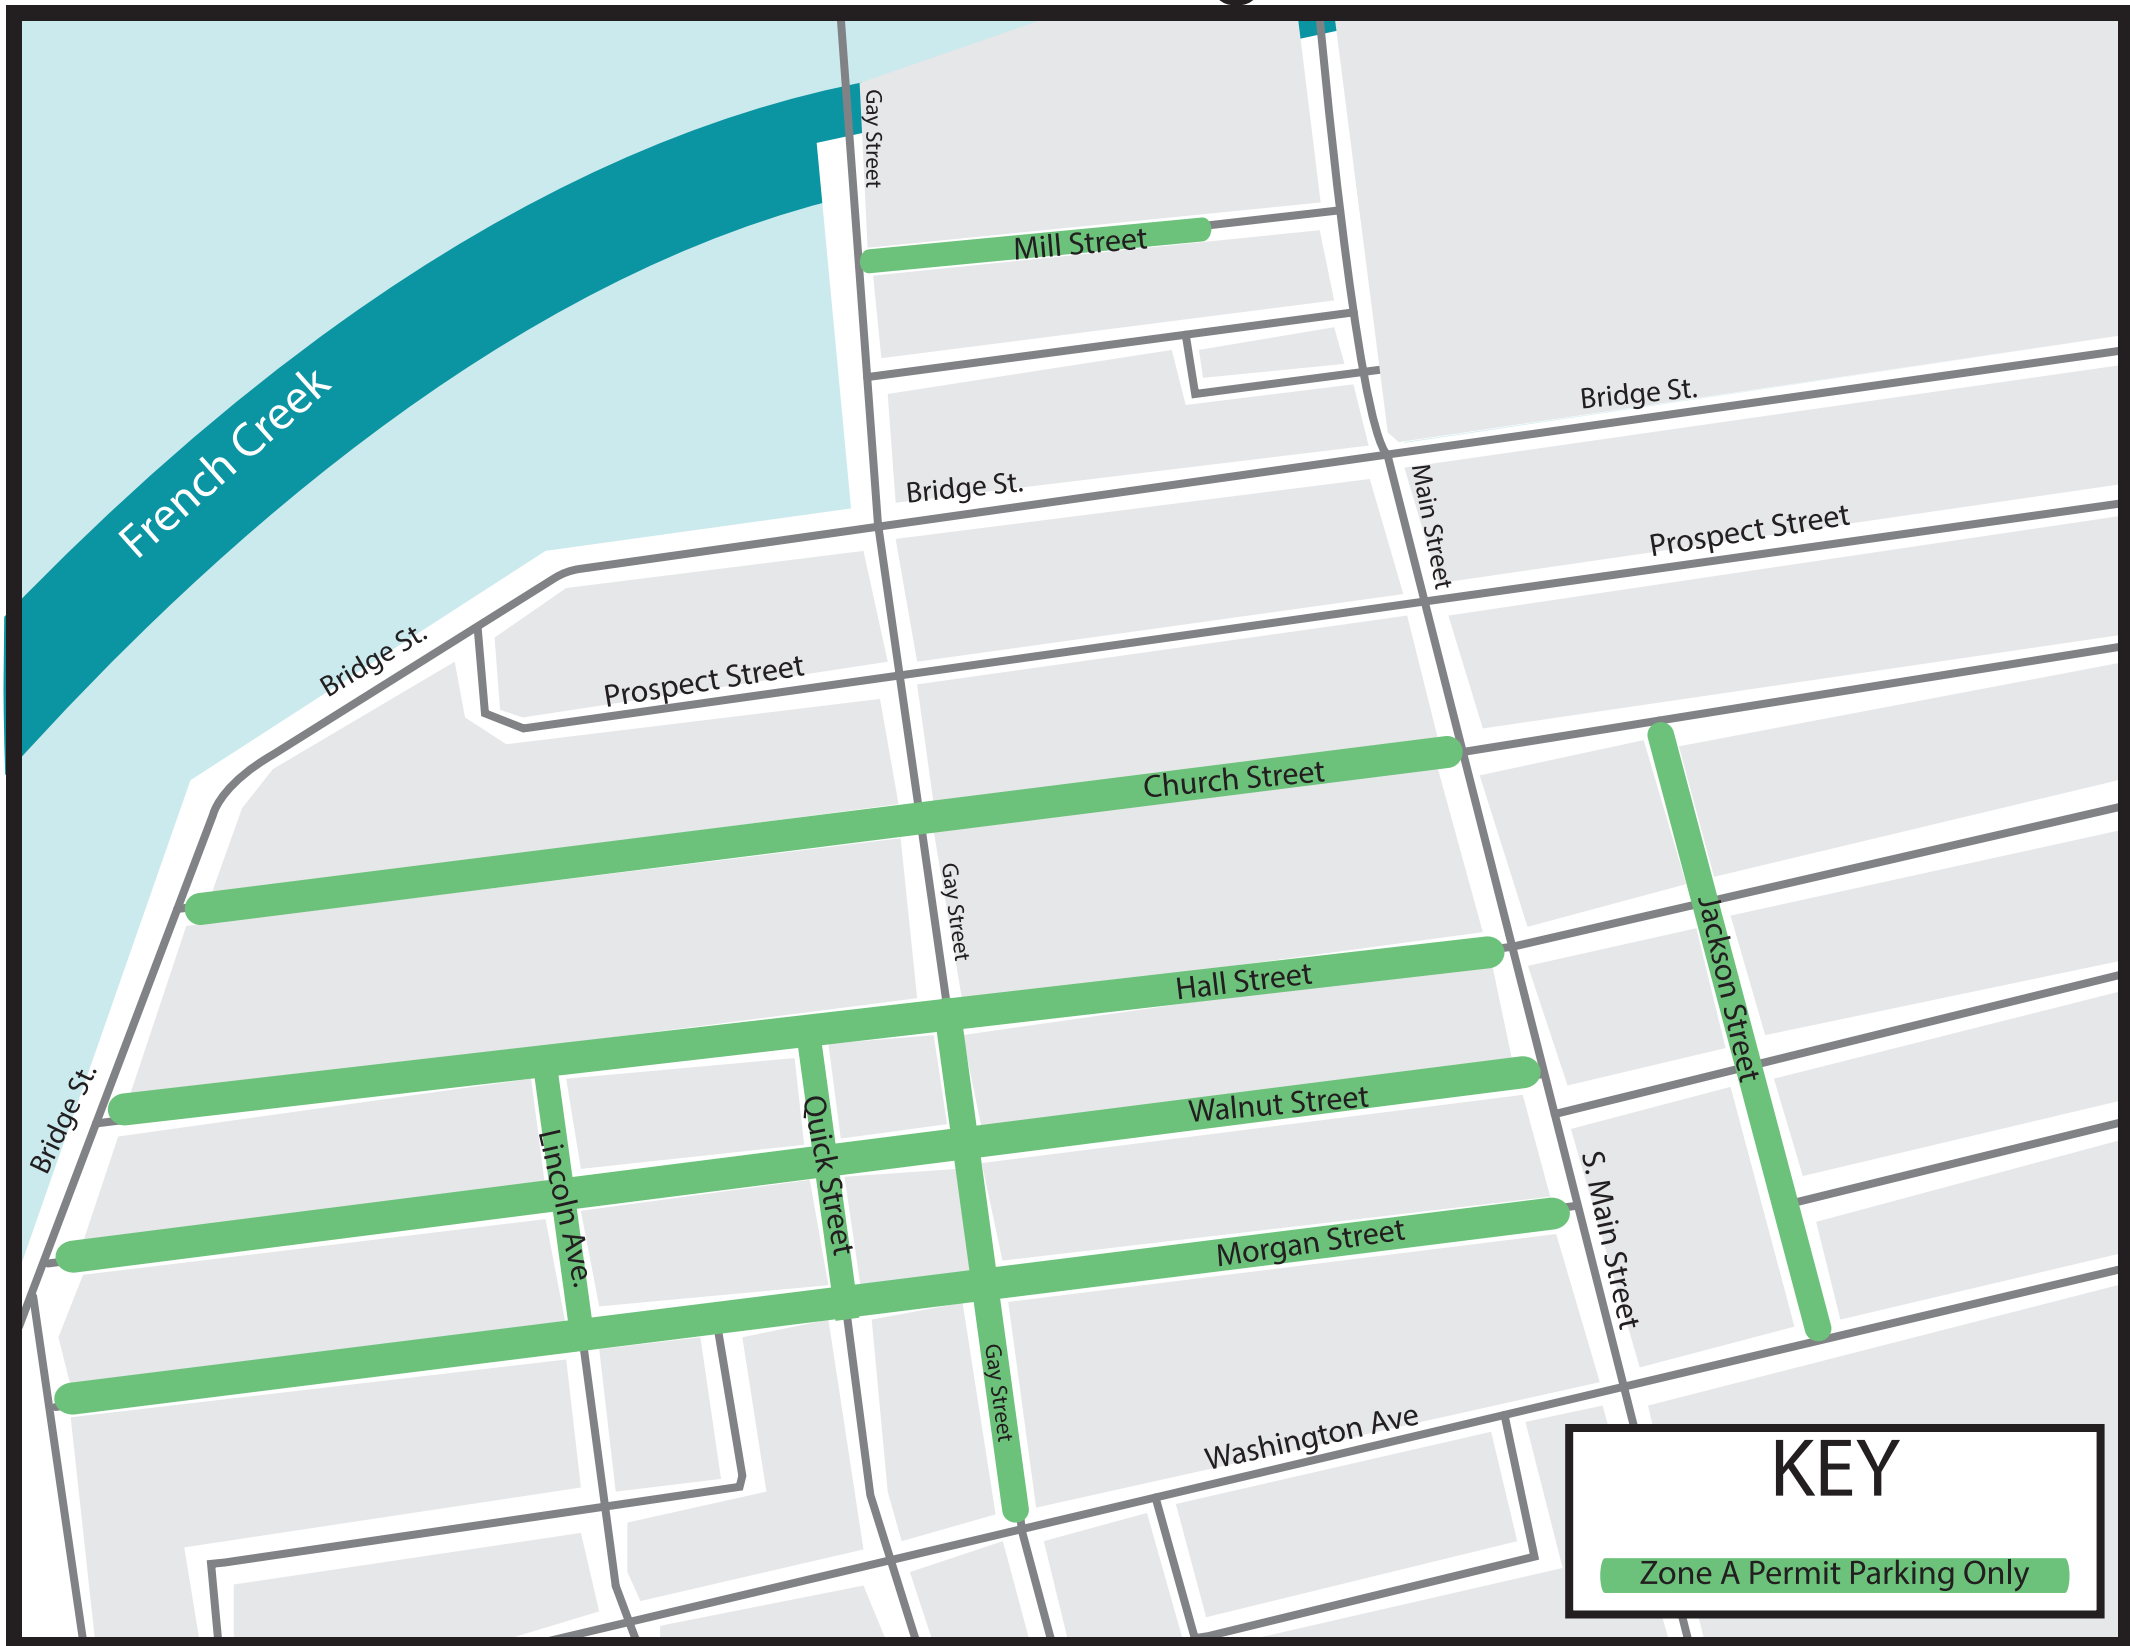 Gay Street
Mill Street
French Creek
Bridge St.
Bridge St.
Main Street
Prospect Street
Bridge St.
Prospect Street
Church Street
Gay Street
Hall Street
Jackson Street
Bridge St.
Lincoln Ave.
Quick Street
Walnut Street
S. Main Street
Morgan Street
Gay Street
Washington Ave
KEY
Zone A Permit Parking Only